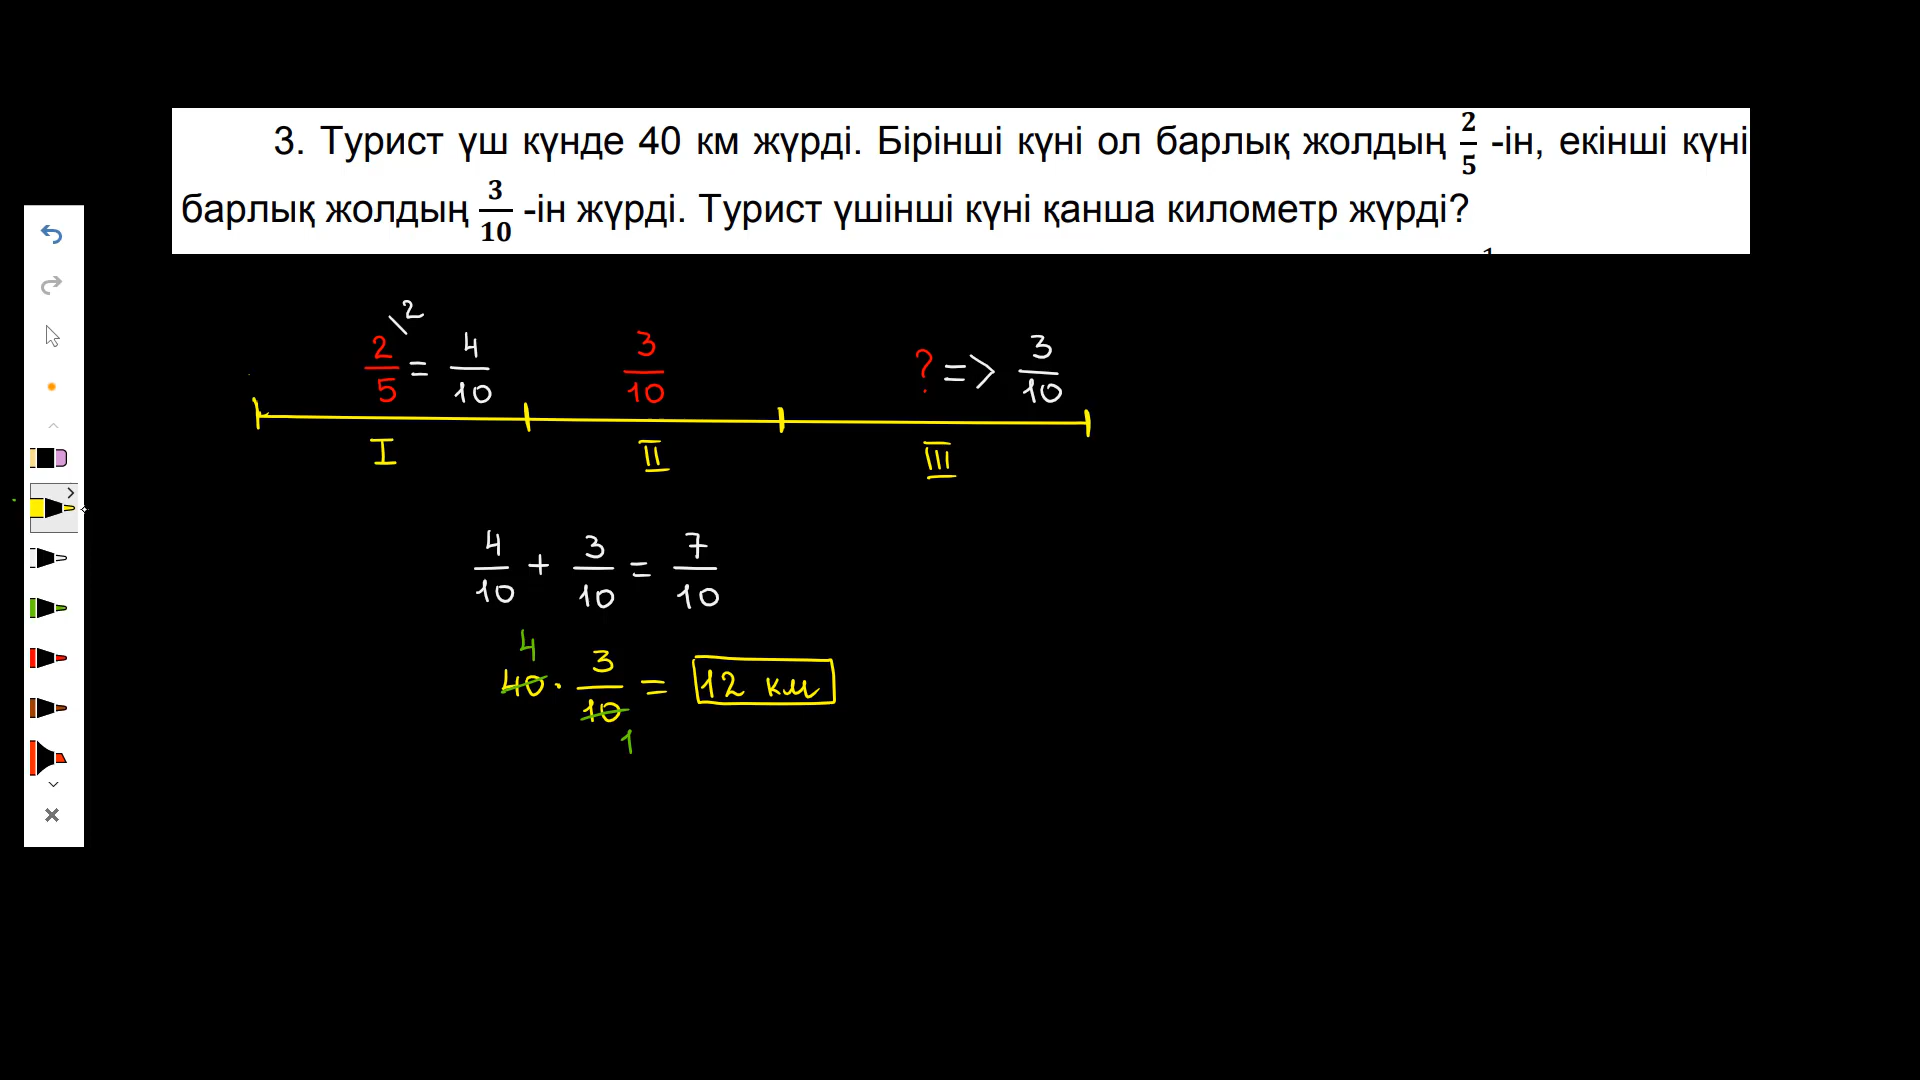 3. Турист үш күнде 40 км жүрді. Бірінші күні ол барлық жолдың 2/5 -ін, екінші күні
барлық жолдың 3/10 -ін жүрді. Турист үшінші күні қанша километр жүрді?
2/5 \2 = 4/10 3/10 ? => 3/10
I II III
4/10 + 3/10 = 7/10
4
40 · 3/10 = 12 км
1